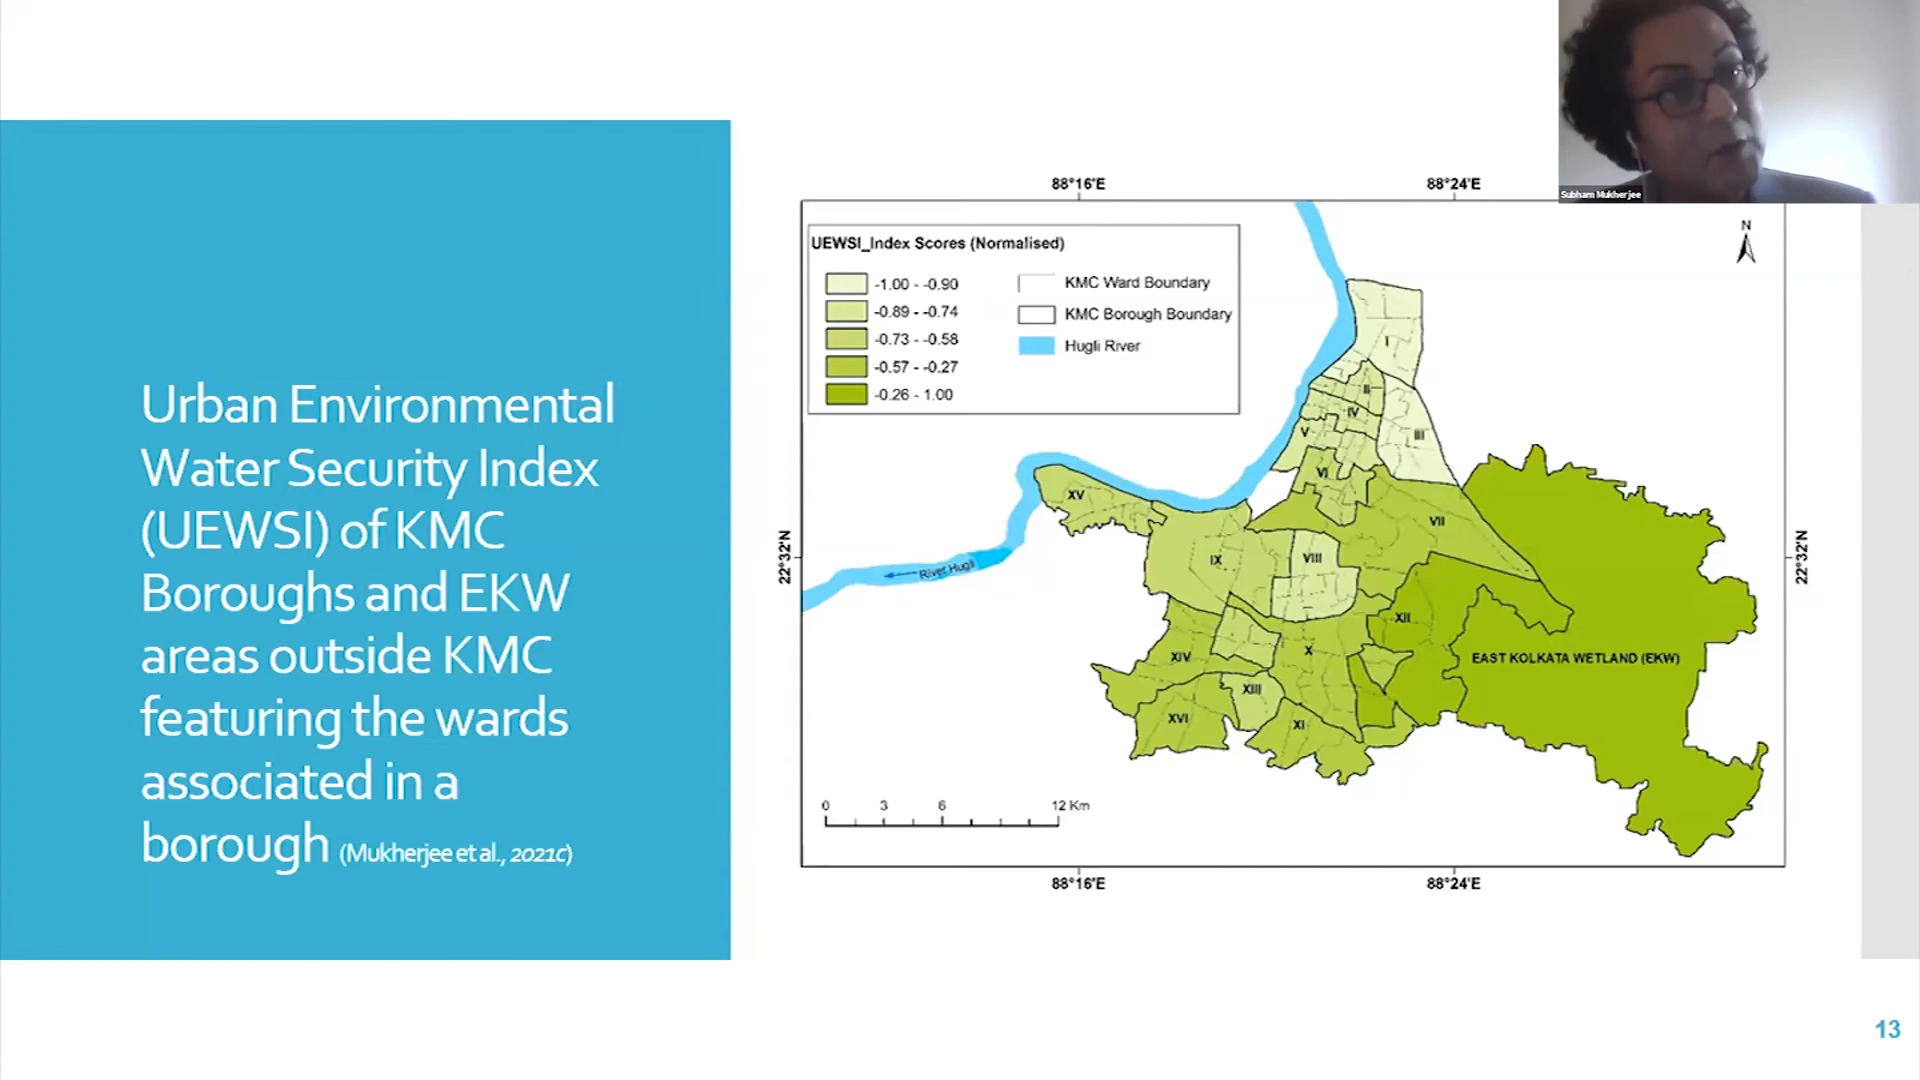 Subham Mukherjee
Urban Environmental
Water Security Index
(UEWSI) of KMC
Boroughs and EKW
areas outside KMC
featuring the wards
associated in a
borough (Mukherjee et al., 2021c)
88°16'E
88°24'E
N
UEWSI_Index Scores (Normalised)
-1.00 - -0.90
-0.89 - -0.74
-0.73 - -0.58
-0.57 - -0.27
-0.26 - 1.00
KMC Ward Boundary
KMC Borough Boundary
Hugli River
I
II
IV
V
III
VI
XV
VII
IX
VIII
22°32'N
22°32'N
River Hugli
XII
X
XIV
EAST KOLKATA WETLAND (EKW)
XIII
XVI
XI
0 3 6 12 Km
88°16'E
88°24'E
13